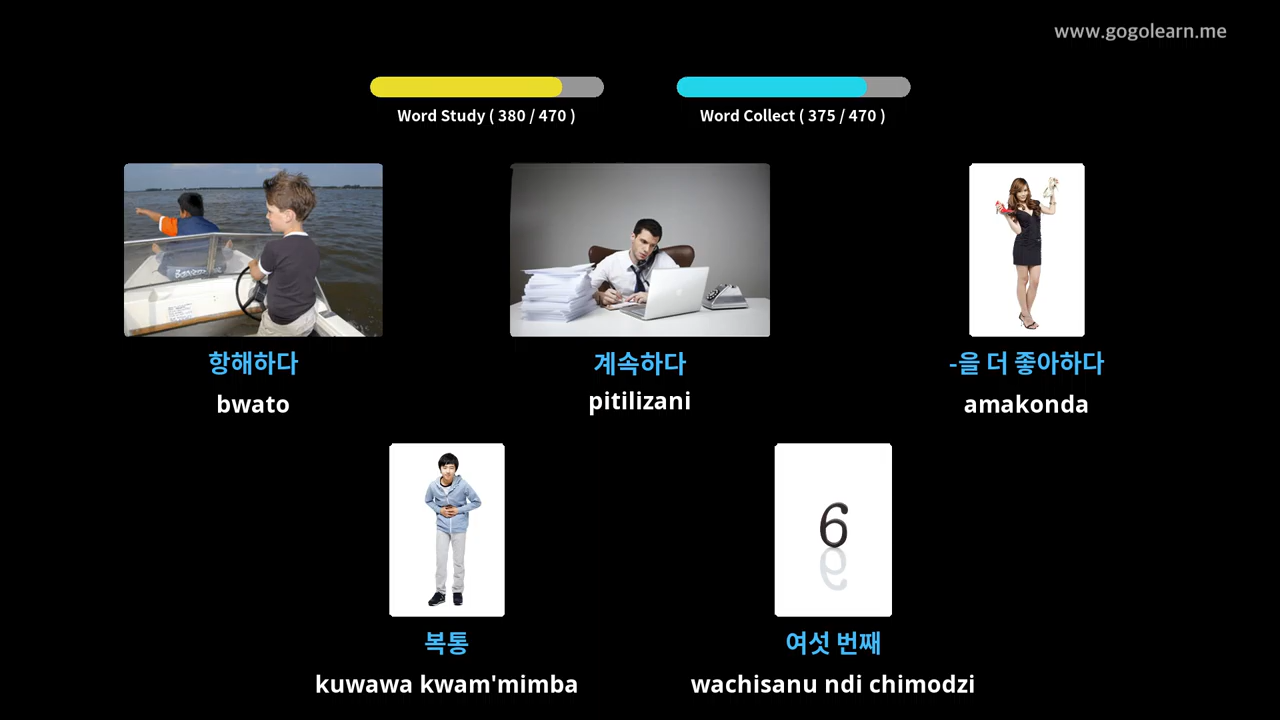 www.gogolearn.me
Word Study ( 380 / 470 )
Word Collect ( 375 / 470 )
항해하다
bwato
계속하다
pitilizani
-을 더 좋아하다
amakonda
복통
kuwawa kwam'mimba
6
여섯 번째
wachisanu ndi chimodzi